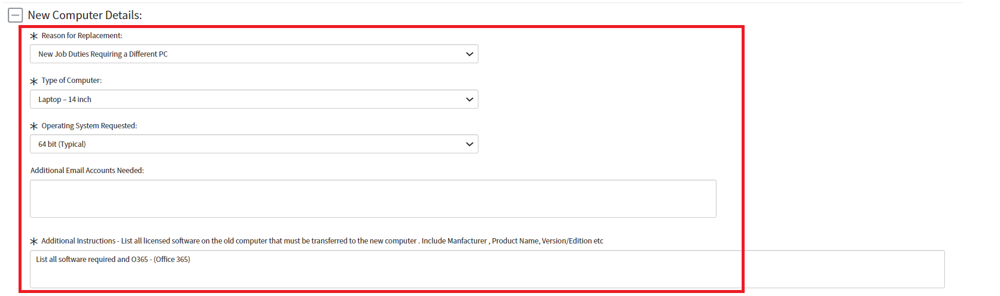 New Computer Details:
* Reason for Replacement:
New Job Duties Requiring a Different PC
* Type of Computer:
Laptop – 14 inch
* Operating System Requested:
64 bit (Typical)
Additional Email Accounts Needed:
* Additional Instructions - List all licensed software on the old computer that must be transferred to the new computer . Include Manfacturer , Product Name, Version/Edition etc
List all software required and O365 - (Office 365)